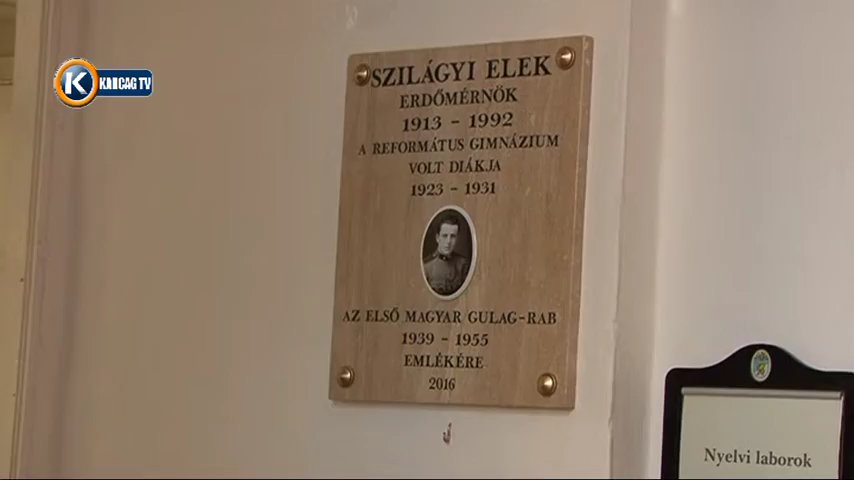 K KARCAG TV
SZILÁGYI ELEK
ERDŐMÉRNÖK
1913 - 1992
A REFORMÁTUS GIMNÁZIUM
VOLT DIÁKJA
1923 - 1931
AZ ELSŐ MAGYAR GULAG-RAB
1939 - 1955
EMLÉKÉRE
2016
Nyelvi laborok